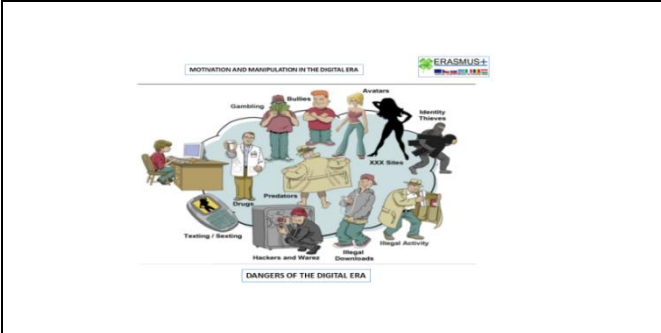 MOTIVATION AND MANIPULATION IN THE DIGITAL ERA
ERASMUS+
Avatars
Bullies
Gambling
Identity
Thieves
XXX Sites
Predators
Drugs
Texting / Sexting
Illegal Activity
Hackers and Warez
Illegal
Downloads
DANGERS OF THE DIGITAL ERA